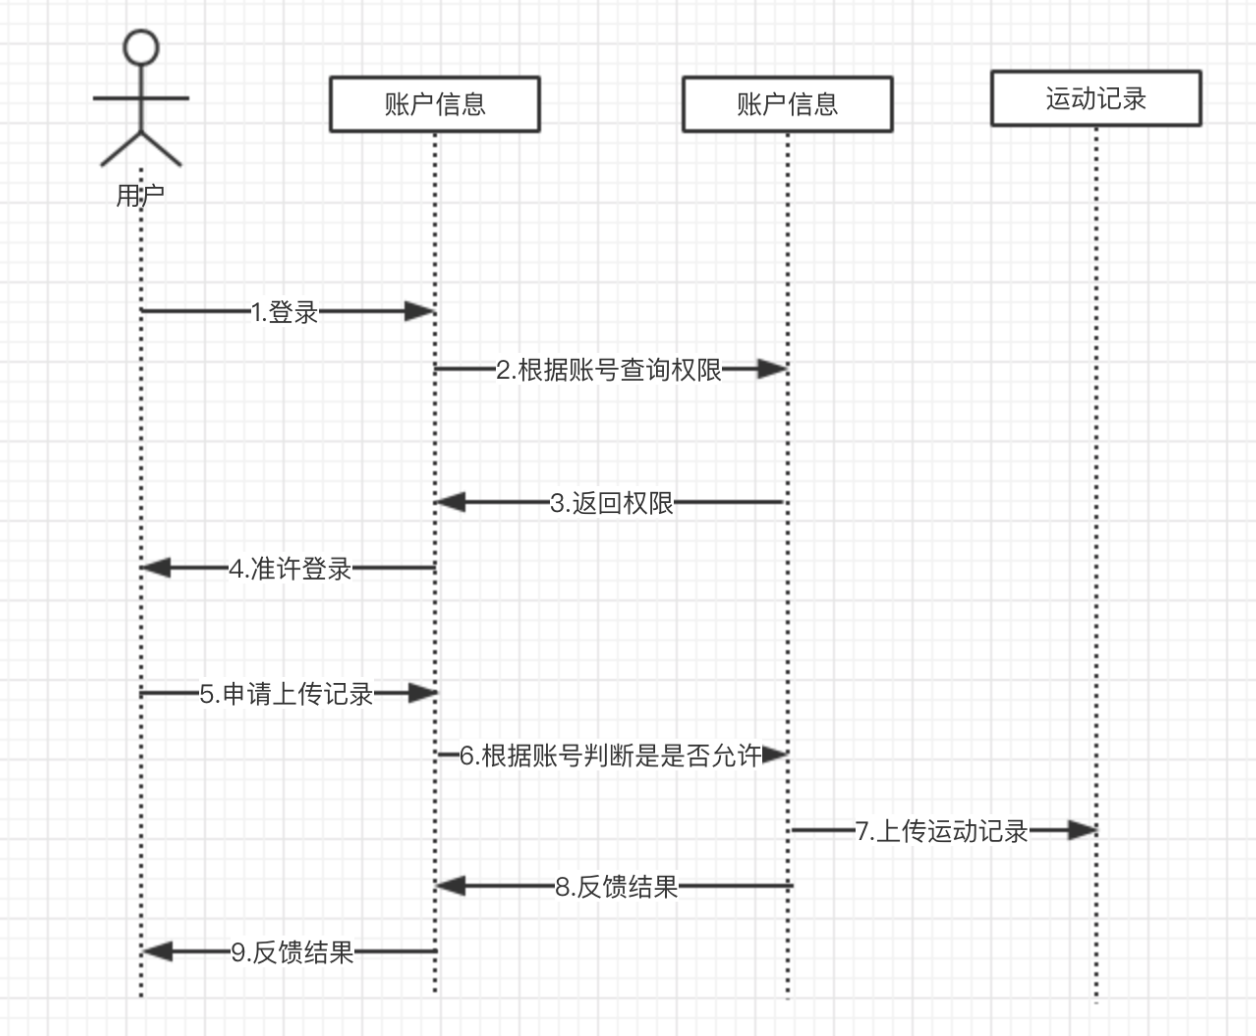 账户信息
账户信息
运动记录
用户
1.登录
2.根据账号查询权限
3.返回权限
4.准许登录
5.申请上传记录
6.根据账号判断是是否允许
7.上传运动记录
8.反馈结果
9.反馈结果